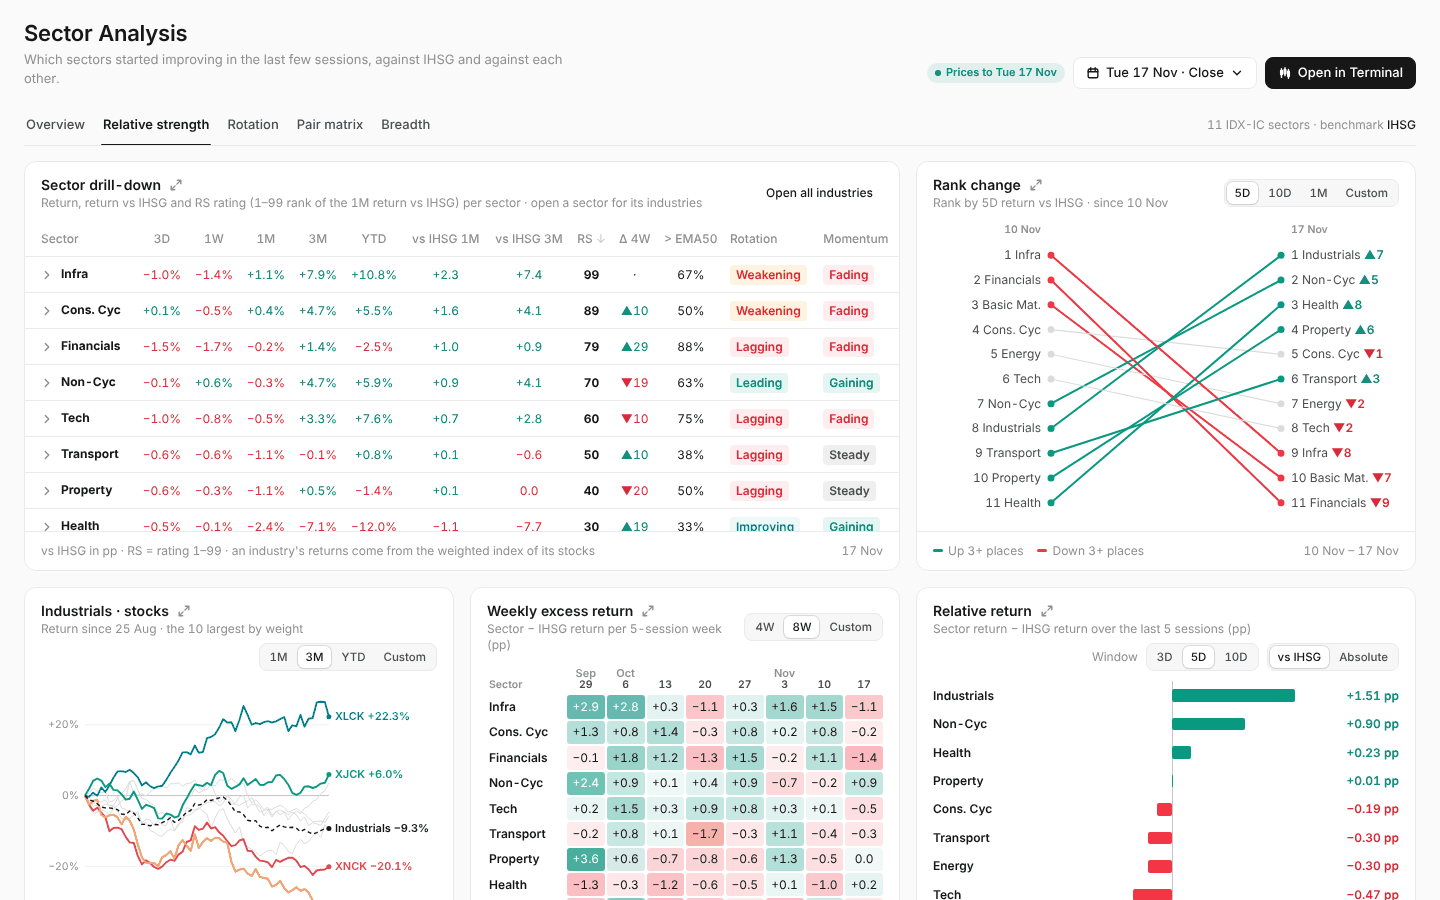 Sector Analysis
Which sectors started improving in the last few sessions, against IHSG and against each
other.
Prices to Tue 17 Nov
Tue 17 Nov · Close
Open in Terminal
Overview Relative strength Rotation Pair matrix Breadth
11 IDX-IC sectors · benchmark IHSG
Sector drill-down
Return, return vs IHSG and RS rating (1–99 rank of the 1M return vs IHSG) per sector · open a sector for its industries
Open all industries
Sector 3D 1W 1M 3M YTD vs IHSG 1M vs IHSG 3M RS ↓ Δ 4W > EMA50 Rotation Momentum
Infra −1.0% −1.4% +1.1% +7.9% +10.8% +2.3 +7.4 99 · 67% Weakening Fading
Cons. Cyc +0.1% −0.5% +0.4% +4.7% +5.5% +1.6 +4.1 89 ▲10 50% Weakening Fading
Financials −1.5% −1.7% −0.2% +1.4% −2.5% +1.0 +0.9 79 ▲29 88% Lagging Fading
Non-Cyc −0.1% +0.6% −0.3% +4.7% +5.9% +0.9 +4.1 70 ▼19 63% Leading Gaining
Tech −1.0% −0.8% −0.5% +3.3% +7.6% +0.7 +2.8 60 ▼10 75% Lagging Fading
Transport −0.6% −0.6% −1.1% −0.1% +0.8% +0.1 −0.6 50 ▲10 38% Lagging Steady
Property −0.6% −0.3% −1.1% +0.5% −1.4% +0.1 0.0 40 ▼20 50% Lagging Steady
Health −0.5% −0.1% −2.4% −7.1% −12.0% −1.1 −7.7 30 ▲19 33% Improving Gaining
vs IHSG in pp · RS = rating 1–99 · an industry's returns come from the weighted index of its stocks
17 Nov
Rank change
Rank by 5D return vs IHSG · since 10 Nov
5D 10D 1M Custom
10 Nov 17 Nov
1 Infra 1 Industrials ▲7
2 Financials 2 Non-Cyc ▲5
3 Basic Mat. 3 Health ▲8
4 Cons. Cyc 4 Property ▲6
5 Energy 5 Cons. Cyc ▼1
6 Tech 6 Transport ▲3
7 Non-Cyc 7 Energy ▼2
8 Industrials 8 Tech ▼2
9 Transport 9 Infra ▼8
10 Property 10 Basic Mat. ▼7
11 Health 11 Financials ▼9
Up 3+ places Down 3+ places
10 Nov – 17 Nov
Industrials · stocks
Return since 25 Aug · the 10 largest by weight
1M 3M YTD Custom
+20%
0%
−20%
XLCK +22.3%
XJCK +6.0%
Industrials −9.3%
XNCK −20.1%
Weekly excess return
Sector − IHSG return per 5-session week
(pp)
4W 8W Custom
Sep Oct Nov
Sector 29 6 13 20 27 3 10 17
Infra +2.9 +2.8 +0.3 −1.1 +0.3 +1.6 +1.5 −1.1
Cons. Cyc +1.3 +0.8 +1.4 −0.3 +0.8 +0.2 +0.8 −0.2
Financials −0.1 +1.8 +1.2 −1.3 +1.5 −0.2 +1.1 −1.4
Non-Cyc +2.4 +0.9 +0.1 +0.4 +0.9 −0.7 −0.2 +0.9
Tech +0.2 +1.5 +0.3 +0.9 +0.8 +0.3 +0.1 −0.5
Transport −0.2 +0.8 +0.1 −1.7 −0.3 +1.1 −0.4 −0.3
Property +3.6 +0.6 −0.7 −0.8 −0.6 +1.3 −0.5 0.0
Health −1.3 −0.3 −1.2 −0.6 −0.5 +0.1 −1.0 +0.2
Relative return
Sector return − IHSG return over the last 5 sessions (pp)
Window 3D 5D 10D vs IHSG Absolute
Industrials +1.51 pp
Non-Cyc +0.90 pp
Health +0.23 pp
Property +0.01 pp
Cons. Cyc −0.19 pp
Transport −0.30 pp
Energy −0.30 pp
Tech −0.47 pp